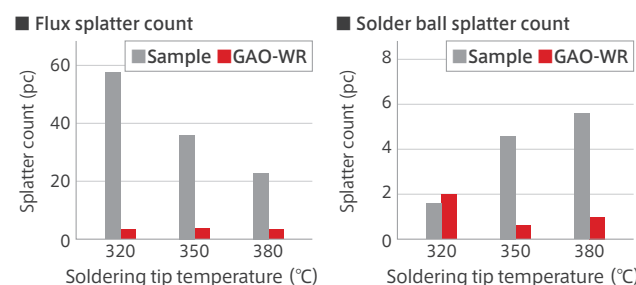 ■ Flux splatter count
Sample GAO-WR
Splatter count (pc)
60
40
20
0
320 350 380
Soldering tip temperature (℃)
■ Solder ball splatter count
Sample GAO-WR
Splatter count (pc)
8
6
4
2
0
320 350 380
Soldering tip temperature (℃)